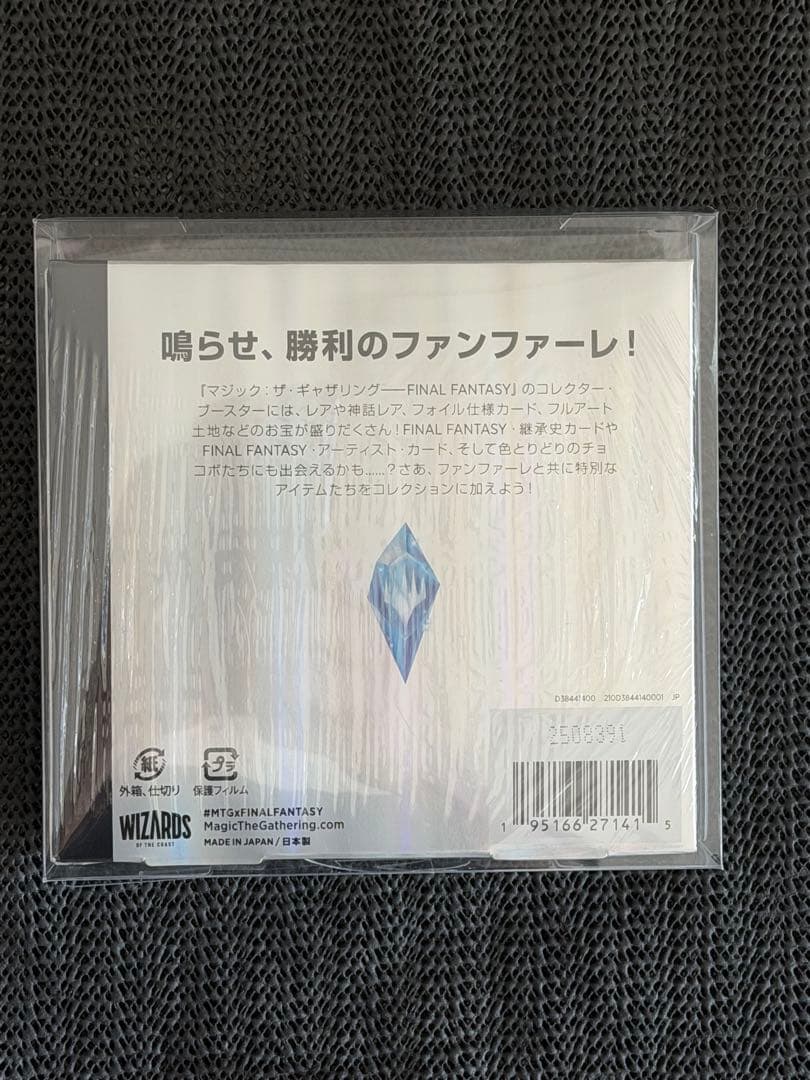 鳴らせ、勝利のファンファーレ！
『マジック：ザ・ギャザリング——FINAL FANTASY』のコレクター・
ブースターには、レアや神話レア、フォイル仕様カード、フルアート
土地などのお宝が盛りだくさん！FINAL FANTASY・継承史カードや
FINAL FANTASY・アーティスト・カード、そして色とりどりのチョ
コボたちにも出会えるかも……？さあ、ファンファーレと共に特別な
アイテムたちをコレクションに加えよう！
D38441400 210D3844140001 JP
2508391
紙
プラ
外箱、仕切り 保護フィルム
WIZARDS
OF THE COAST
#MTGxFINALFANTASY
MagicTheGathering.com
MADE IN JAPAN / 日本製
1 95166 27141 5